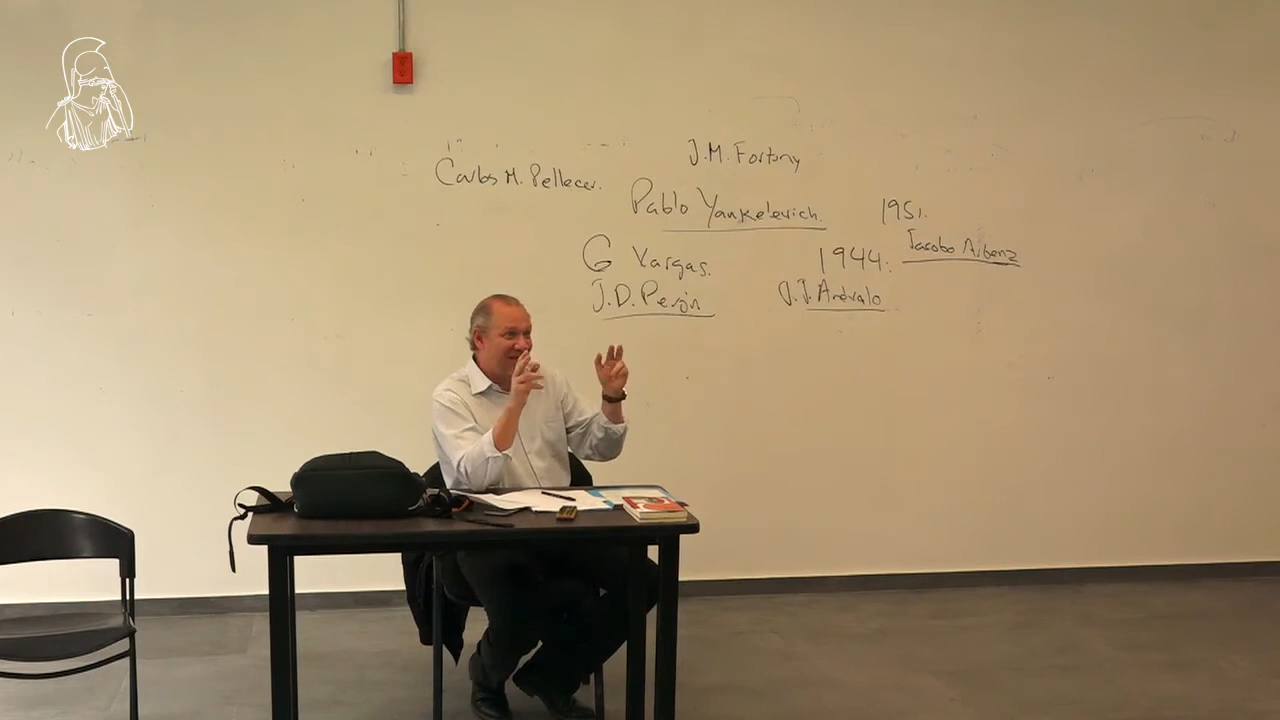 J.M. Fortuny
Carlos M. Pellecer.
Pablo Yankelevich.
1951.
Jacobo Arbenz
G Vargas.
1944.
J.D. Perón
J.J. Arévalo